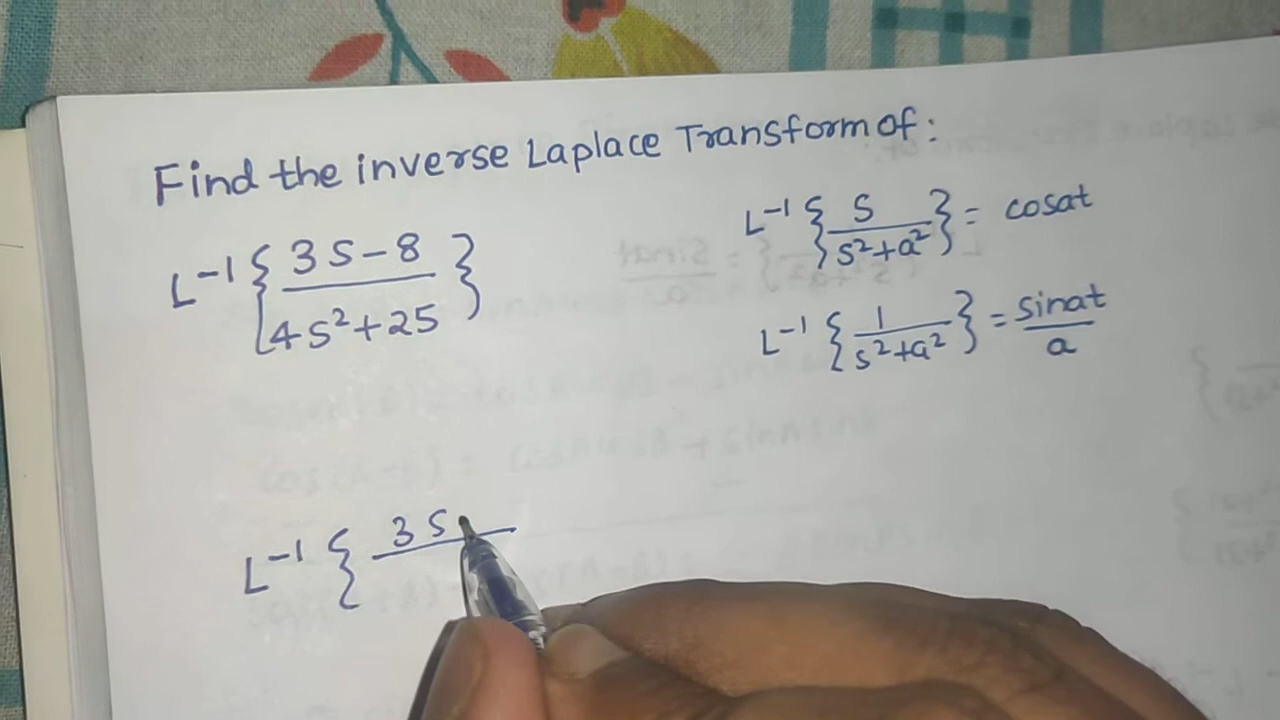 Find the inverse Laplace Transform of:
L⁻¹ { (3S-8)/(4S²+25) }
L⁻¹ { S/(S²+a²) } = cosat
L⁻¹ { 1/(s²+a²) } = sinat/a
L⁻¹ { 3S